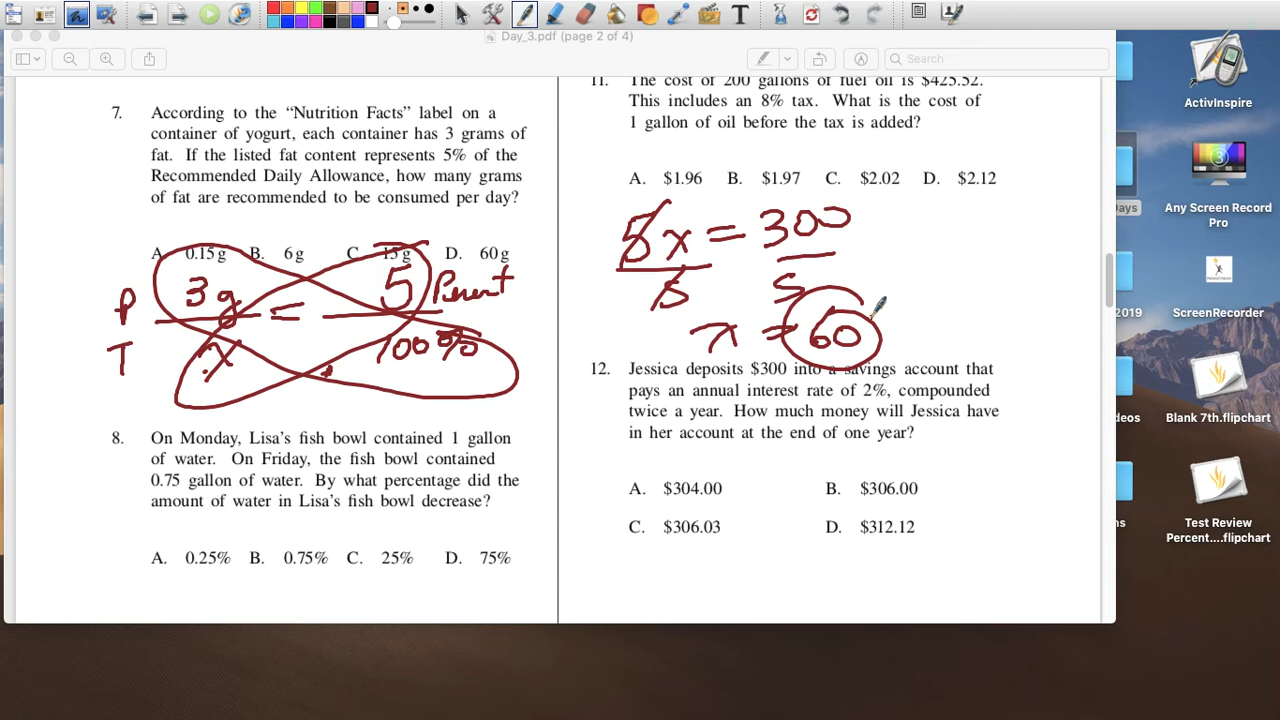 Day_3.pdf (page 2 of 4)
Search
7. According to the “Nutrition Facts” label on a
container of yogurt, each container has 3 grams of
fat. If the listed fat content represents 5% of the
Recommended Daily Allowance, how many grams
of fat are recommended to be consumed per day?
A. 0.15 g B. 6 g C. 15 g D. 60 g
P 3g = 5 Percent
T x 100%
8. On Monday, Lisa’s fish bowl contained 1 gallon
of water. On Friday, the fish bowl contained
0.75 gallon of water. By what percentage did the
amount of water in Lisa’s fish bowl decrease?
A. 0.25% B. 0.75% C. 25% D. 75%
11. The cost of 200 gallons of fuel oil is $425.52.
This includes an 8% tax. What is the cost of
1 gallon of oil before the tax is added?
A. $1.96 B. $1.97 C. $2.02 D. $2.12
5x = 300
5 5
x = 60
12. Jessica deposits $300 into a savings account that
pays an annual interest rate of 2%, compounded
twice a year. How much money will Jessica have
in her account at the end of one year?
A. $304.00 B. $306.00
C. $306.03 D. $312.12
ActivInspire
Days
Any Screen Record
Pro
2019
ScreenRecorder
deos
Blank 7th.flipchart
ns
Test Review
Percent....flipchart